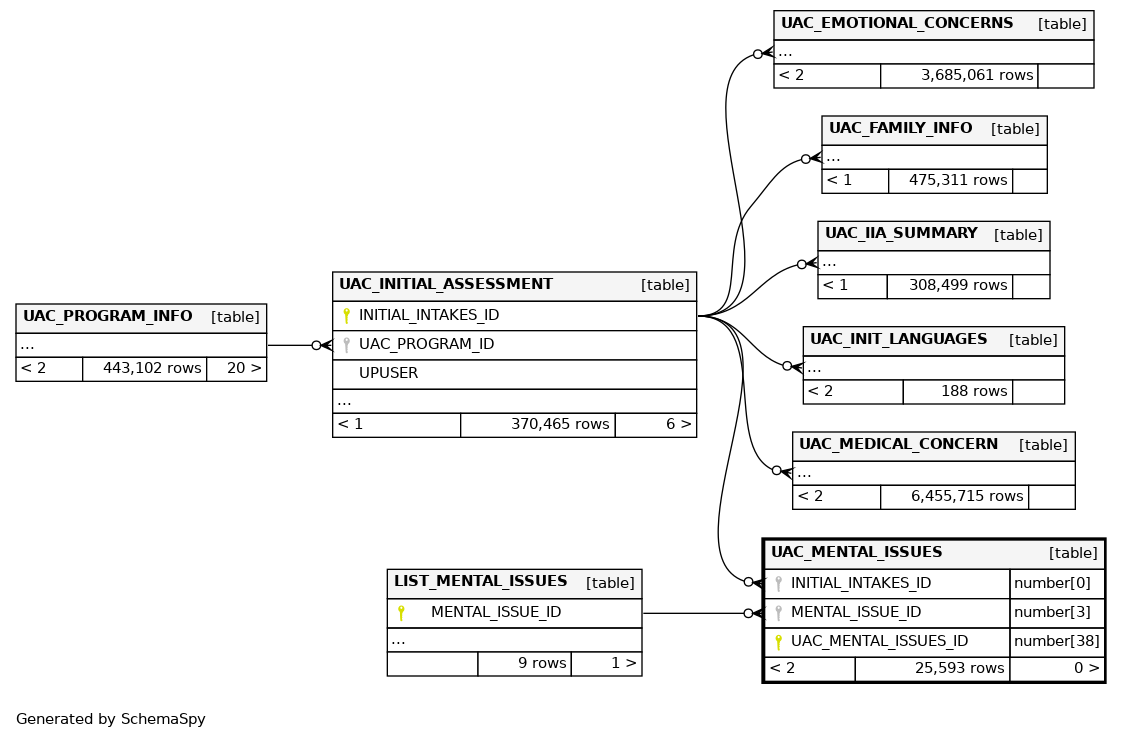 UAC_EMOTIONAL_CONCERNS [table]
...
< 2 3,685,061 rows
UAC_FAMILY_INFO [table]
...
< 1 475,311 rows
UAC_IIA_SUMMARY [table]
...
< 1 308,499 rows
UAC_INITIAL_ASSESSMENT [table]
INITIAL_INTAKES_ID
UAC_PROGRAM_ID
UPUSER
...
< 1 370,465 rows 6 >
UAC_PROGRAM_INFO [table]
...
< 2 443,102 rows 20 >
UAC_INIT_LANGUAGES [table]
...
< 2 188 rows
UAC_MEDICAL_CONCERN [table]
...
< 2 6,455,715 rows
UAC_MENTAL_ISSUES [table]
INITIAL_INTAKES_ID number[0]
MENTAL_ISSUE_ID number[3]
UAC_MENTAL_ISSUES_ID number[38]
< 2 25,593 rows 0 >
LIST_MENTAL_ISSUES [table]
MENTAL_ISSUE_ID
...
9 rows 1 >
Generated by SchemaSpy